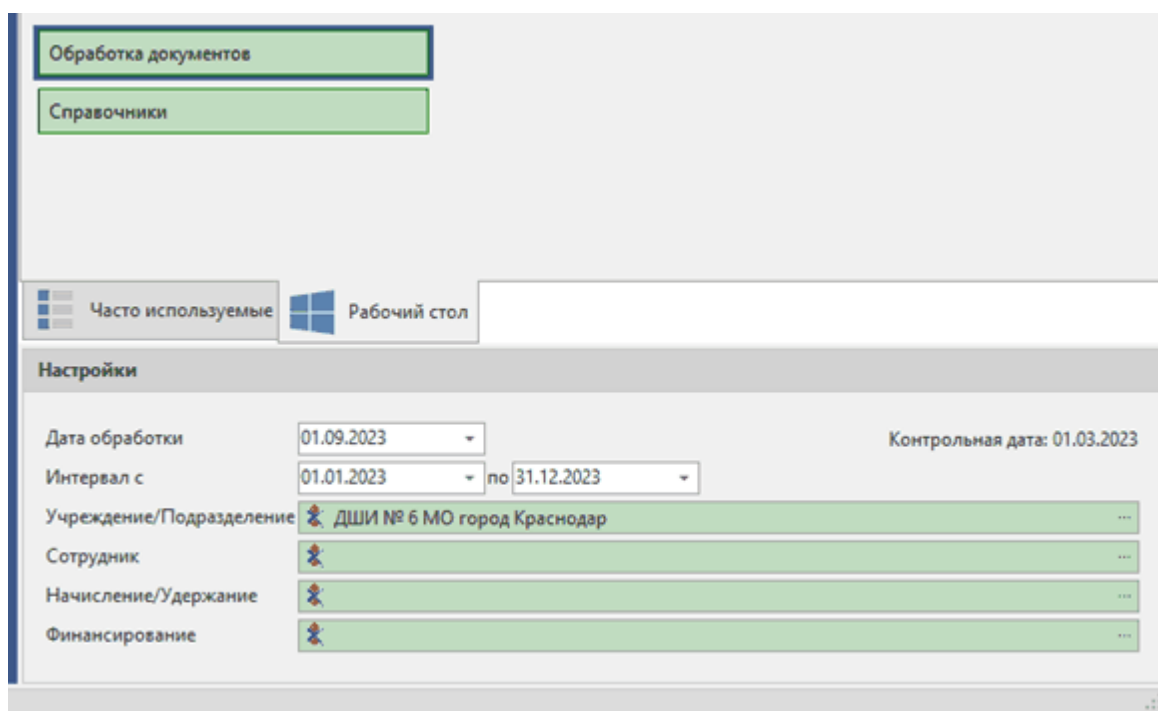 Обработка документов
Справочники
Часто используемые Рабочий стол
Настройки
Дата обработки 01.09.2023 Контрольная дата: 01.03.2023
Интервал с 01.01.2023 по 31.12.2023
Учреждение/Подразделение ДШИ № 6 МО город Краснодар ...
Сотрудник ...
Начисление/Удержание ...
Финансирование ...